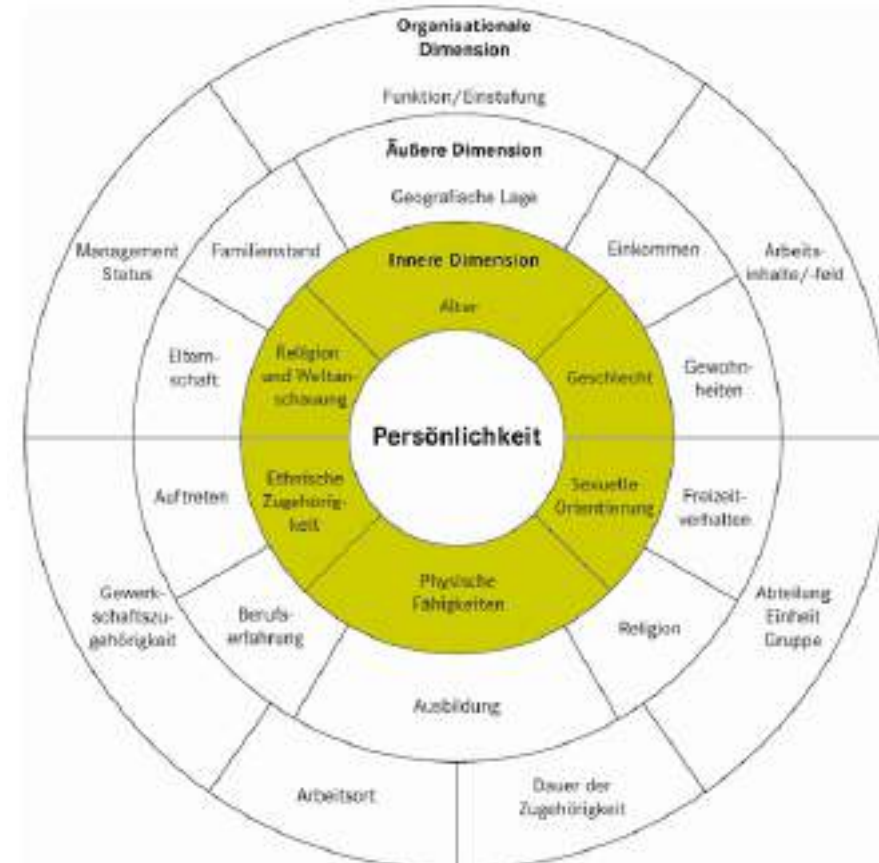 Organisationale
Dimension
Funktion/Einstufung
Äußere Dimension
Geografische Lage
Familienstand
Einkommen
Management
Status
Arbeits-
inhalte/-feld
Innere Dimension
Alter
Eltern-
schaft
Religion
und Weltan-
schauung
Geschlecht
Gewohn-
heiten
Persönlichkeit
Auftreten
Ethnische
Zugehörig-
keit
Sexuelle
Orientierung
Freizeit-
verhalten
Physische
Fähigkeiten
Gewerk-
schaftszu-
gehörigkeit
Berufs-
erfahrung
Religion
Abteilung
Einheit
Gruppe
Ausbildung
Arbeitsort
Dauer der
Zugehörigkeit